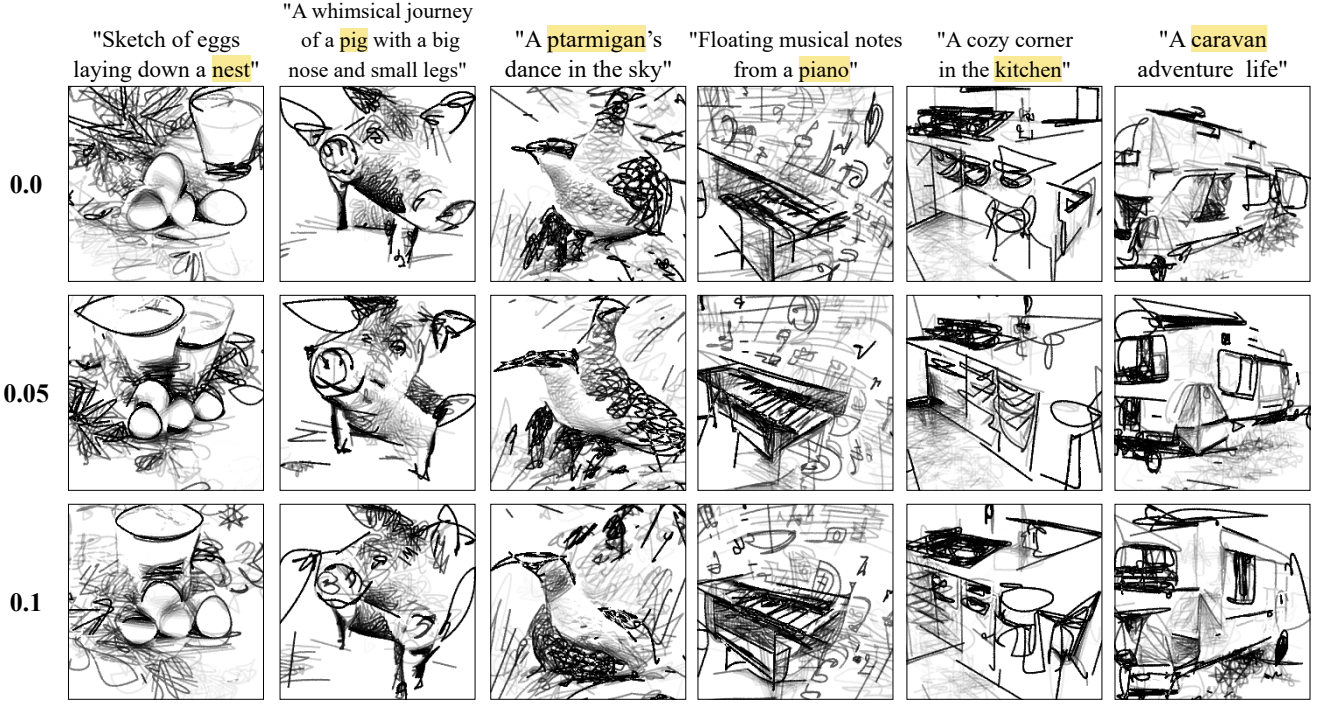 "Sketch of eggs
laying down a nest"
"A whimsical journey
of a pig with a big
nose and small legs"
"A ptarmigan’s
dance in the sky"
"Floating musical notes
from a piano"
"A cozy corner
in the kitchen"
"A caravan
adventure life"
0.0
0.05
0.1